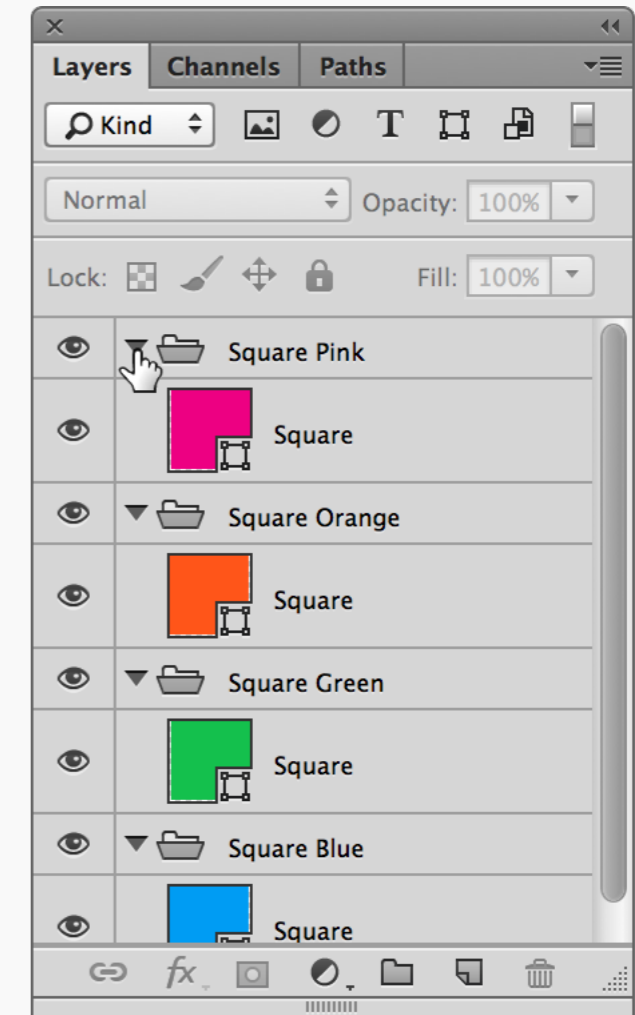 Layers Channels Paths
Kind T
Normal Opacity: 100%
Lock: Fill: 100%
Square Pink
Square
Square Orange
Square
Square Green
Square
Square Blue
Square
fx